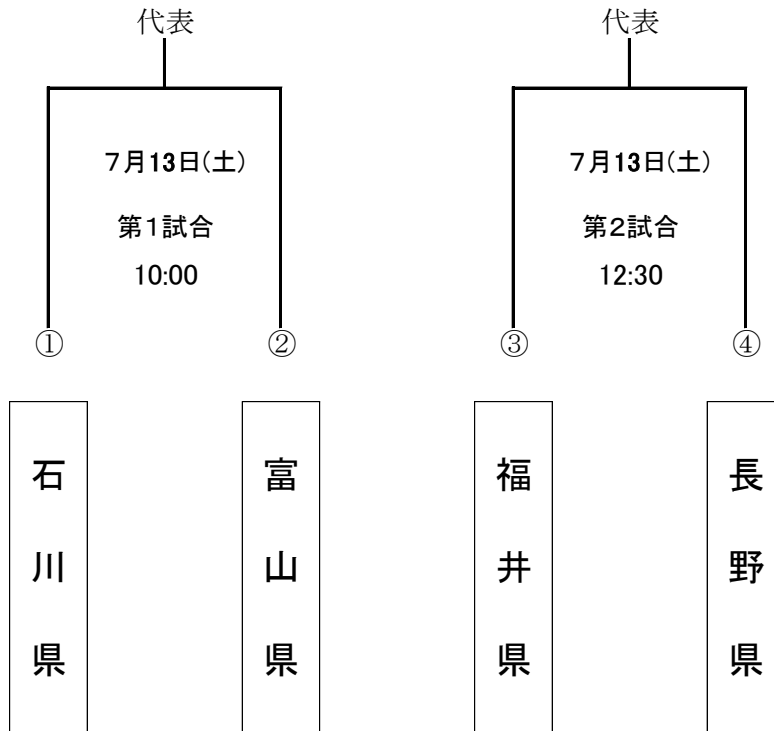 代表
７月13日(土)
第１試合
10:00
①
②
石川県
富山県
代表
７月13日(土)
第２試合
12:30
③
④
福井県
長野県